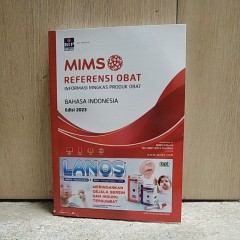 MIMS
REFERENSI OBAT
INFORMASI RINGKAS PRODUK OBAT
BAHASA INDONESIA
Edisi 2023
LANOS
MERINGANKAN
GEJALA BERSIN
DAN HIDUNG
TERSUMBAT